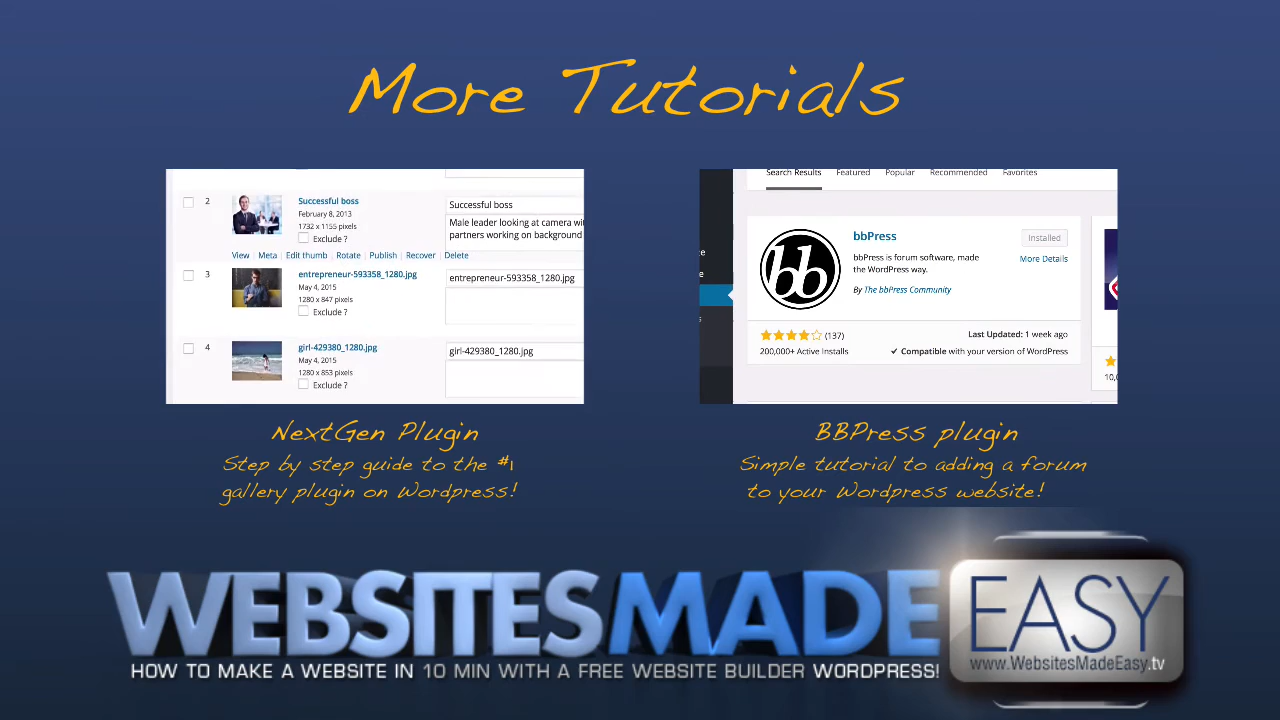 More Tutorials
2
Successful boss
February 8, 2013
1732 x 1155 pixels
Exclude ?
Successful boss
Male leader looking at camera wit
partners working on background
View | Meta | Edit thumb | Rotate | Publish | Recover | Delete
3
entrepreneur-593358_1280.jpg
May 4, 2015
1280 x 847 pixels
Exclude ?
entrepreneur-593358_1280.jpg
4
girl-429380_1280.jpg
May 4, 2015
1280 x 853 pixels
Exclude ?
girl-429380_1280.jpg
Search Results Featured Popular Recommended Favorites
bb
bbPress
bbPress is forum software, made
the WordPress way.
By The bbPress Community
Installed
More Details
(137)
200,000+ Active Installs
Last Updated: 1 week ago
✔ Compatible with your version of WordPress
10,
NextGen Plugin
Step by step guide to the #1
gallery plugin on Wordpress!
BBPress plugin
Simple tutorial to adding a forum
to your Wordpress website!
WEBSITESMADE EASY
HOW TO MAKE A WEBSITE IN 10 MIN WITH A FREE WEBSITE BUILDER WORDPRESS!
www.WebsitesMadeEasy.tv